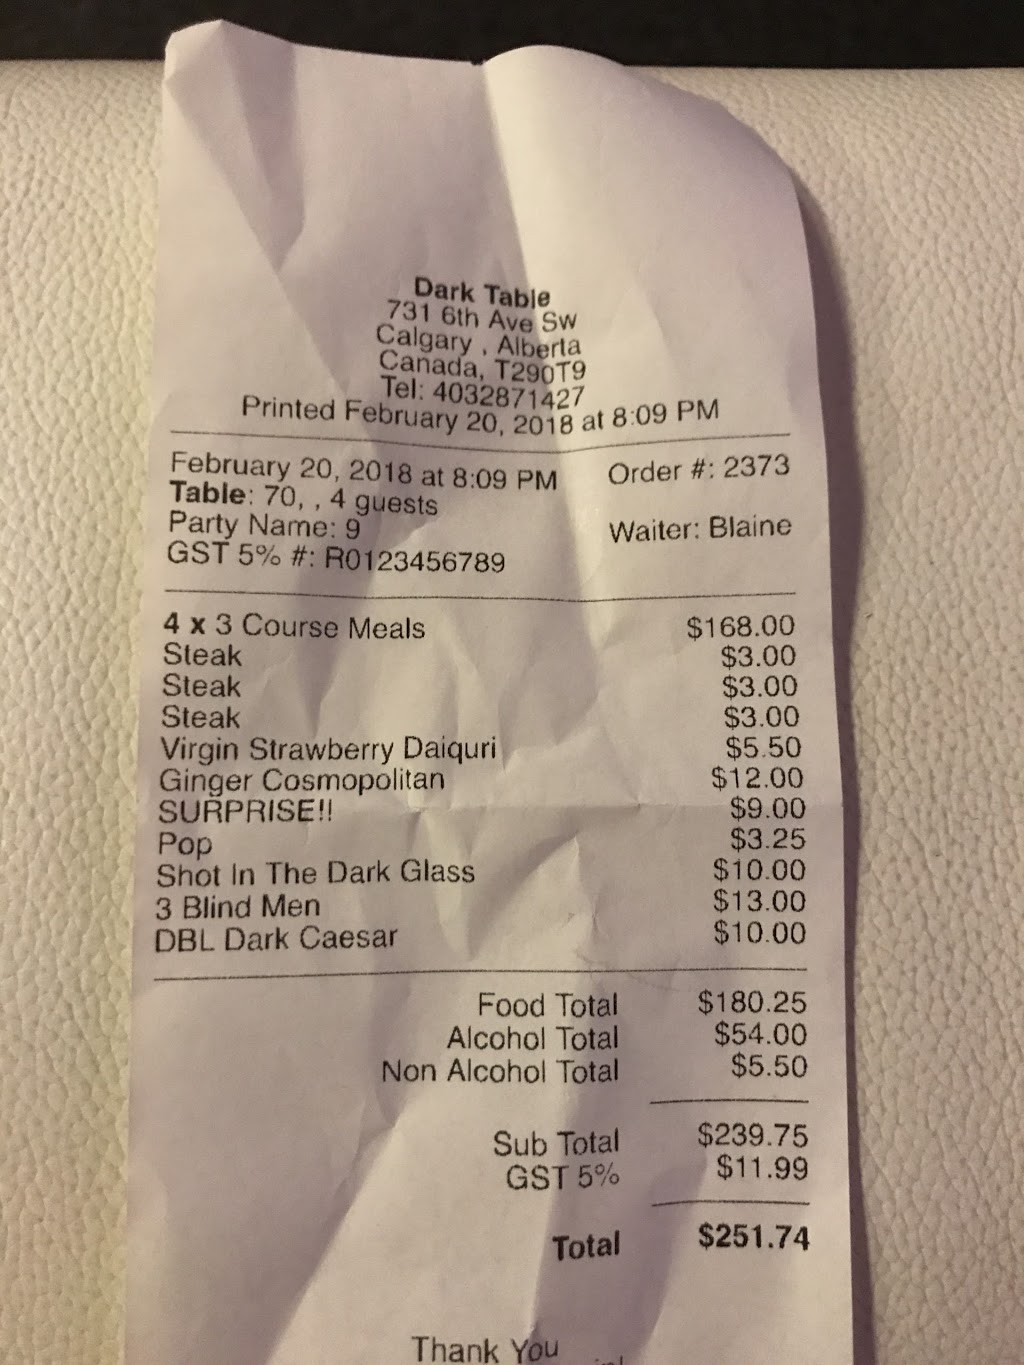 Dark Table
731 6th Ave Sw
Calgary , Alberta
Canada, T290T9
Tel: 4032871427
Printed February 20, 2018 at 8:09 PM
February 20, 2018 at 8:09 PM Order #: 2373
Table: 70, , 4 guests
Party Name: 9 Waiter: Blaine
GST 5% #: R0123456789
4 x 3 Course Meals $168.00
Steak $3.00
Steak $3.00
Steak $3.00
Virgin Strawberry Daiquri $5.50
Ginger Cosmopolitan $12.00
SURPRISE!! $9.00
Pop $3.25
Shot In The Dark Glass $10.00
3 Blind Men $13.00
DBL Dark Caesar $10.00
Food Total $180.25
Alcohol Total $54.00
Non Alcohol Total $5.50
Sub Total $239.75
GST 5% $11.99
Total $251.74
Thank You